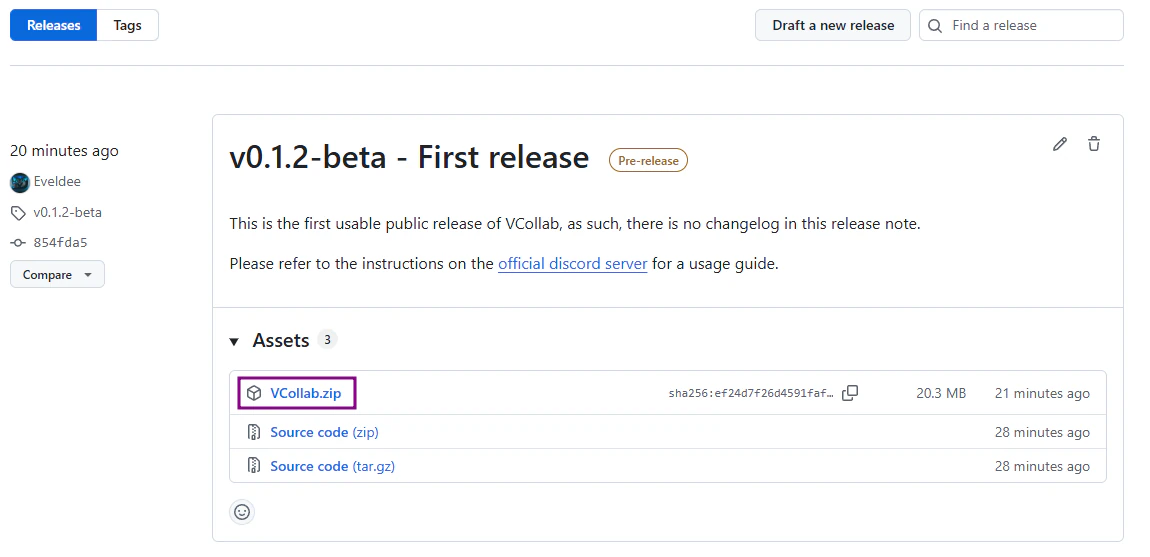 Releases Tags Draft a new release Find a release
20 minutes ago
Eveldee
v0.1.2-beta
854fda5
Compare
v0.1.2-beta - First release Pre-release
This is the first usable public release of VCollab, as such, there is no changelog in this release note.
Please refer to the instructions on the official discord server for a usage guide.
Assets 3
VCollab.zip sha256:ef24d7f26d4591faf… 20.3 MB 21 minutes ago
Source code (zip) 28 minutes ago
Source code (tar.gz) 28 minutes ago